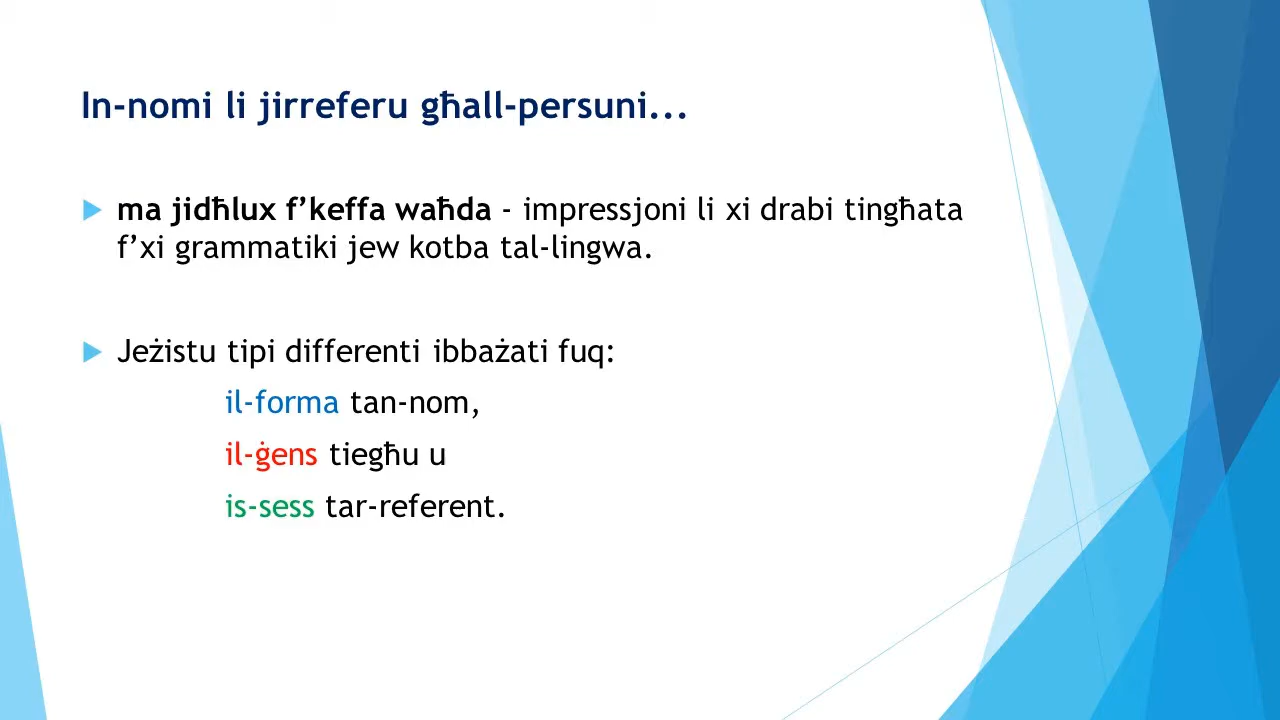 In-nomi li jirreferu għall-persuni...
ma jidħlux f’keffa waħda - impressjoni li xi drabi tingħata
f’xi grammatiki jew kotba tal-lingwa.
Jeżistu tipi differenti ibbażati fuq:
il-forma tan-nom,
il-ġens tiegħu u
is-sess tar-referent.